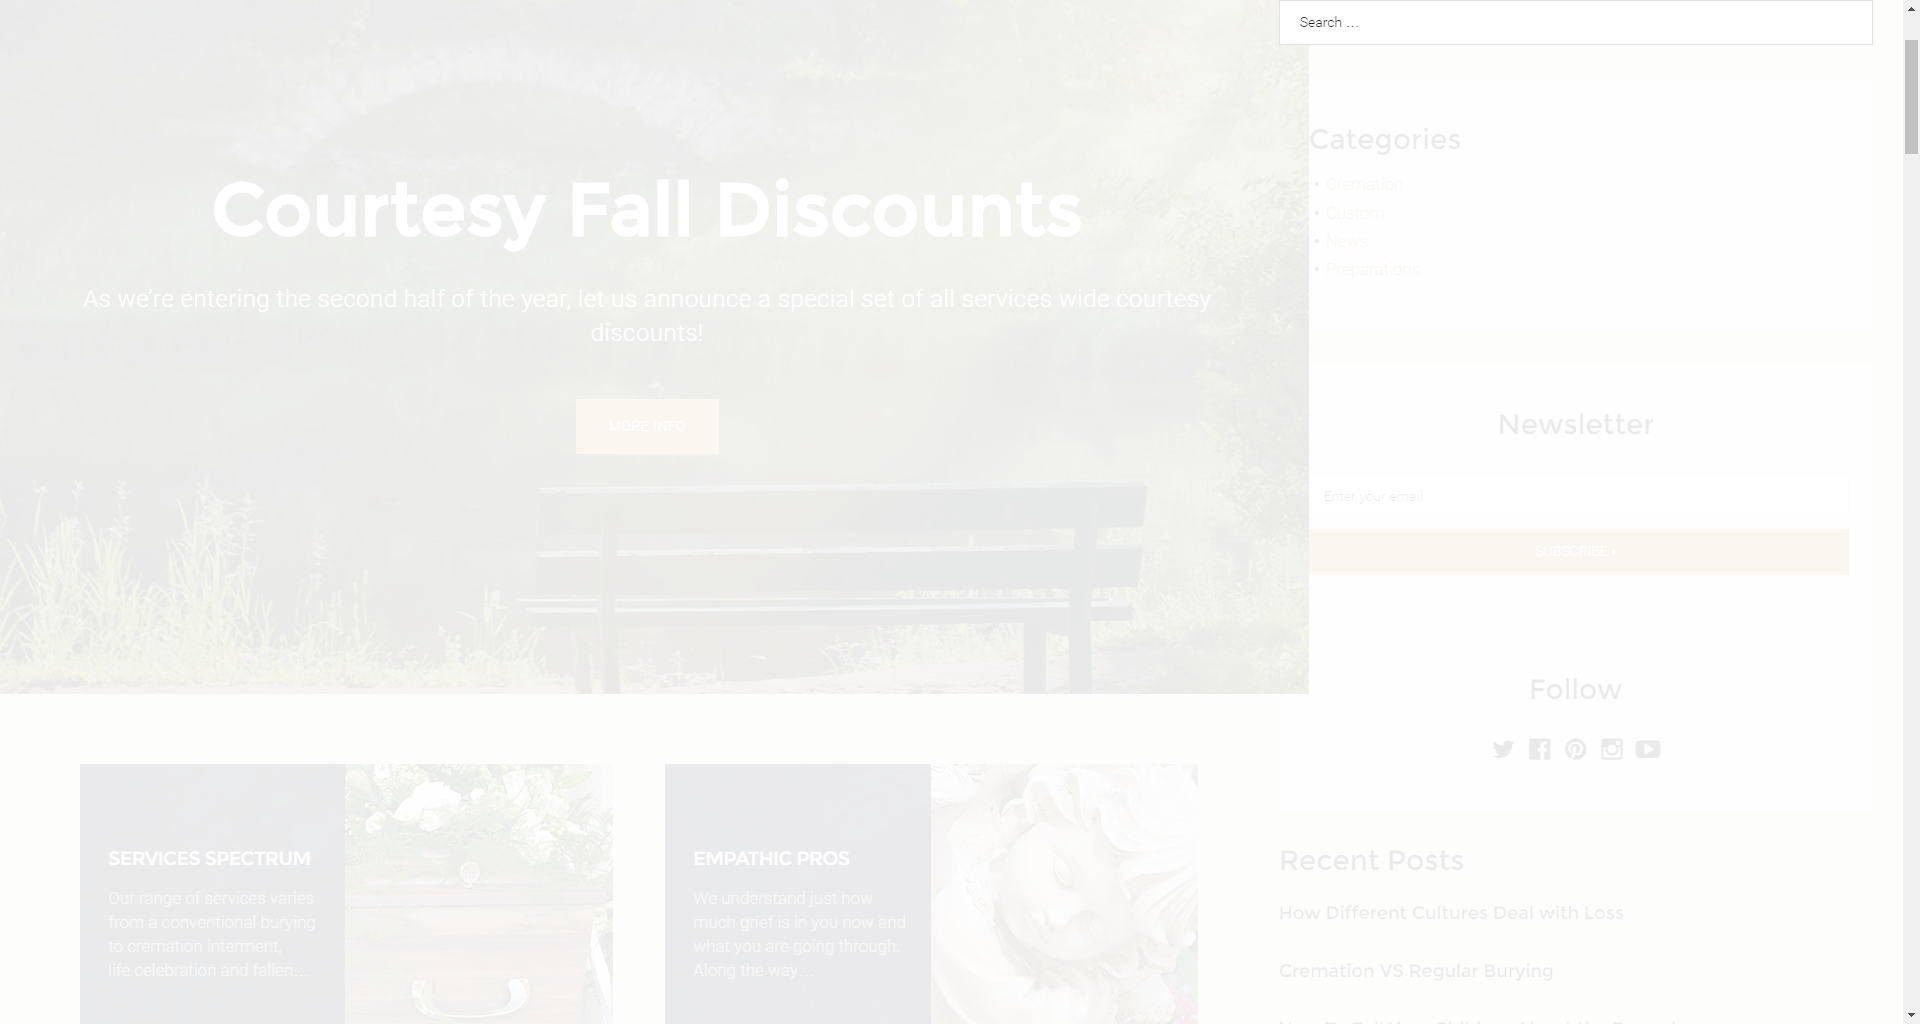 Search …
Courtesy Fall Discounts
As we’re entering the second half of the year, let us announce a special set of all services wide courtesy
discounts!
MORE INFO
Categories
Cremation
Custom
News
Preparations
Newsletter
Enter your email
SUBSCRIBE
Follow
SERVICES SPECTRUM
Our range of services varies
from a conventional burying
to cremation interment,
life celebration and fallen…
EMPATHIC PROS
We understand just how
much grief is in you now and
what you are going through.
Along the way…
Recent Posts
How Different Cultures Deal with Loss
Cremation VS Regular Burying